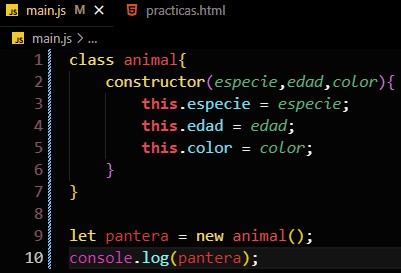 JS main.js M X practicas.html
JS main.js > ...
1 class animal{
2 constructor(especie,edad,color){
3 this.especie = especie;
4 this.edad = edad;
5 this.color = color;
6 }
7 }
8
9 let pantera = new animal();
10 console.log(pantera);